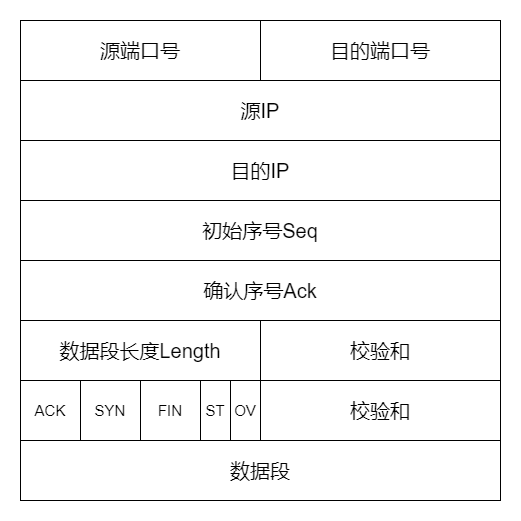 源端口号 目的端口号
源IP
目的IP
初始序号Seq
确认序号Ack
数据段长度Length 校验和
ACK SYN FIN ST OV 校验和
数据段